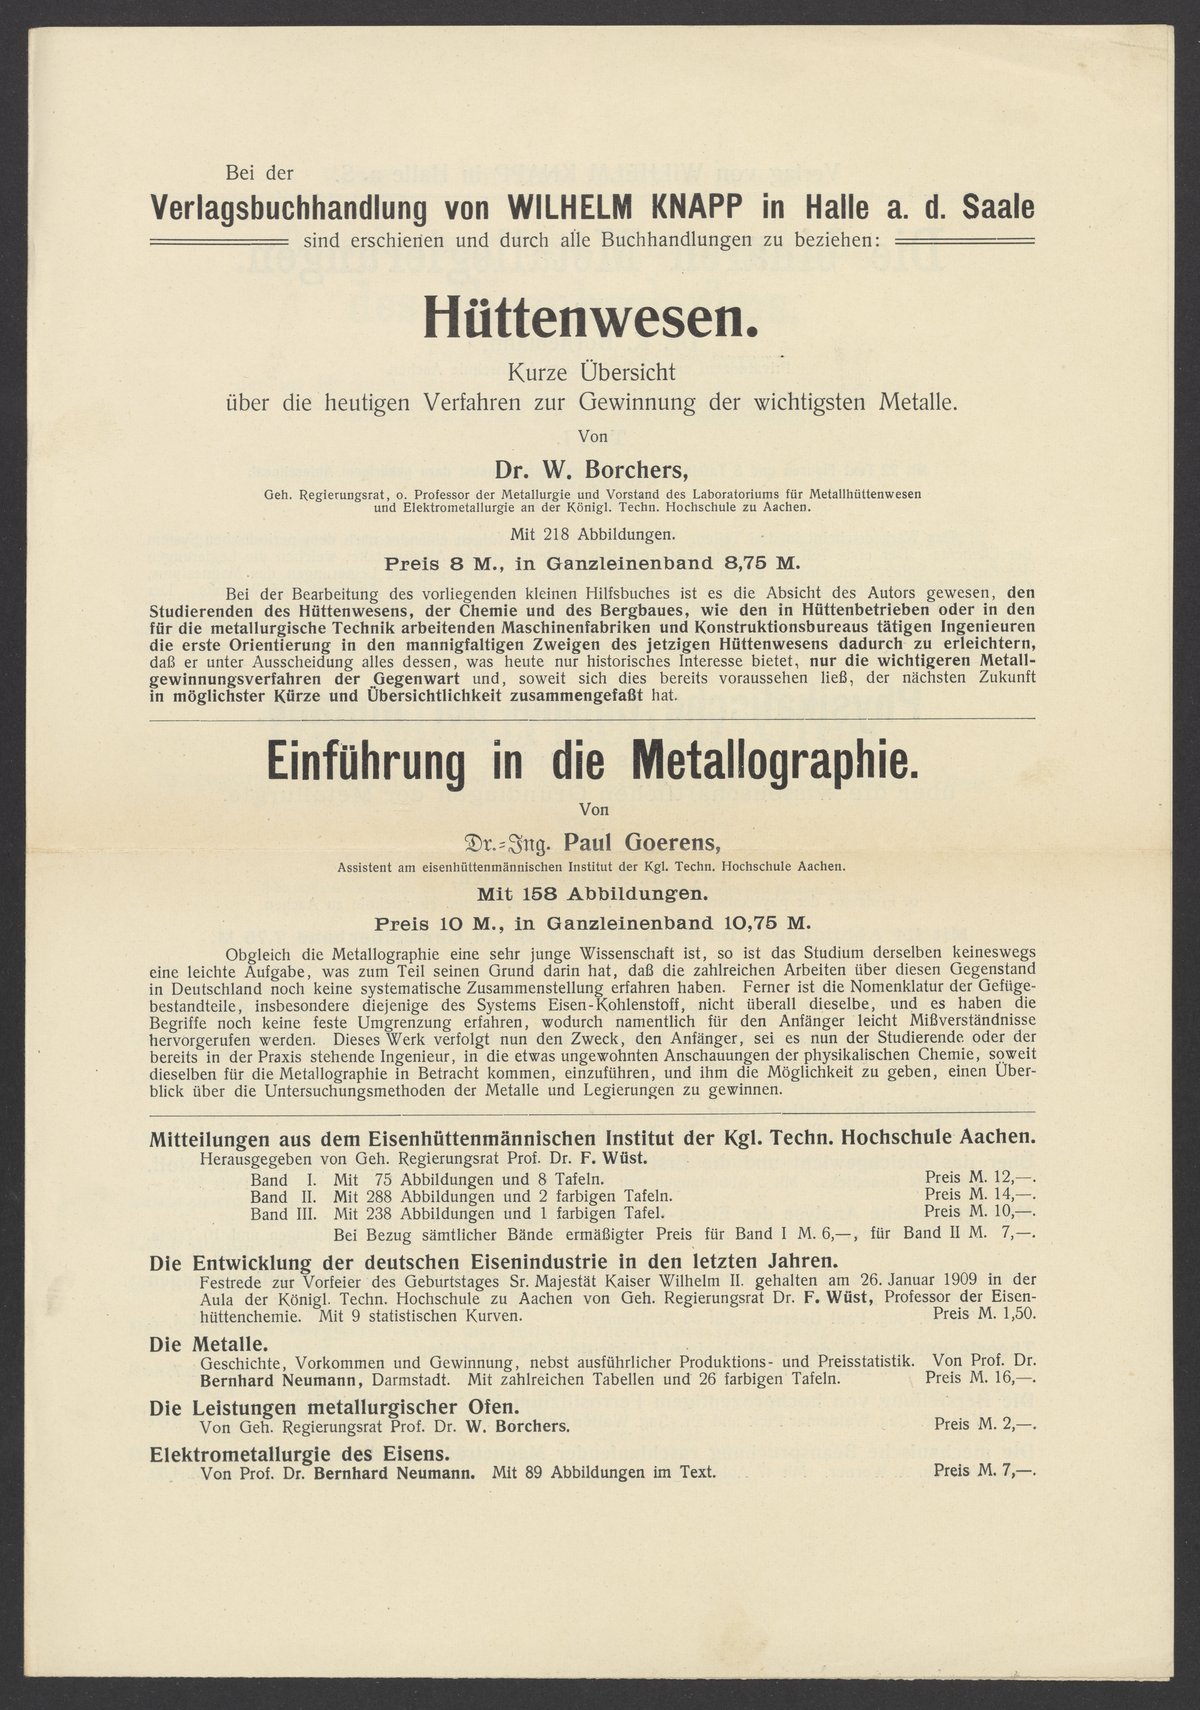 Bei der
Verlagsbuchhandlung von WILHELM KNAPP in Halle a. d. Saale
sind erschienen und durch alle Buchhandlungen zu beziehen:
Hüttenwesen.
Kurze Übersicht
über die heutigen Verfahren zur Gewinnung der wichtigsten Metalle.
Von
Dr. W. Borchers,
Geh. Regierungsrat, o. Professor der Metallurgie und Vorstand des Laboratoriums für Metallhüttenwesen
und Elektrometallurgie an der Königl. Techn. Hochschule zu Aachen.
Mit 218 Abbildungen.
Preis 8 M., in Ganzleinenband 8,75 M.
Bei der Bearbeitung des vorliegenden kleinen Hilfsbuches ist es die Absicht des Autors gewesen, den
Studierenden des Hüttenwesens, der Chemie und des Bergbaues, wie den in Hüttenbetrieben oder in den
für die metallurgische Technik arbeitenden Maschinenfabriken und Konstruktionsbureaus tätigen Ingenieuren
die erste Orientierung in den mannigfaltigen Zweigen des jetzigen Hüttenwesens dadurch zu erleichtern,
daß er unter Ausscheidung alles dessen, was heute nur historisches Interesse bietet, nur die wichtigeren Metall-
gewinnungsverfahren der Gegenwart und, soweit sich dies bereits voraussehen ließ, der nächsten Zukunft
in möglichster Kürze und Übersichtlichkeit zusammengefaßt hat.
Einführung in die Metallographie.
Von
Dr.-Ing. Paul Goerens,
Assistent am eisenhüttenmännischen Institut der Kgl. Techn. Hochschule Aachen.
Mit 158 Abbildungen.
Preis 10 M., in Ganzleinenband 10,75 M.
Obgleich die Metallographie eine sehr junge Wissenschaft ist, so ist das Studium derselben keineswegs
eine leichte Aufgabe, was zum Teil seinen Grund darin hat, daß die zahlreichen Arbeiten über diesen Gegenstand
in Deutschland noch keine systematische Zusammenstellung erfahren haben. Ferner ist die Nomenklatur der Gefüge-
bestandteile, insbesondere diejenige des Systems Eisen-Kohlenstoff, nicht überall dieselbe, und es haben die
Begriffe noch keine feste Umgrenzung erfahren, wodurch namentlich für den Anfänger leicht Mißverständnisse
hervorgerufen werden. Dieses Werk verfolgt nun den Zweck, den Anfänger, sei es nun der Studierende oder der
bereits in der Praxis stehende Ingenieur, in die etwas ungewohnten Anschauungen der physikalischen Chemie, soweit
dieselben für die Metallographie in Betracht kommen, einzuführen, und ihm die Möglichkeit zu geben, einen Über-
blick über die Untersuchungsmethoden der Metalle und Legierungen zu gewinnen.
Mitteilungen aus dem Eisenhüttenmännischen Institut der Kgl. Techn. Hochschule Aachen.
Herausgegeben von Geh. Regierungsrat Prof. Dr. F. Wüst.
Band I. Mit 75 Abbildungen und 8 Tafeln. Preis M. 12,—.
Band II. Mit 288 Abbildungen und 2 farbigen Tafeln. Preis M. 14,—.
Band III. Mit 238 Abbildungen und 1 farbigen Tafel. Preis M. 10,—.
Bei Bezug sämtlicher Bände ermäßigter Preis für Band I M. 6,—, für Band II M. 7,—.
Die Entwicklung der deutschen Eisenindustrie in den letzten Jahren.
Festrede zur Vorfeier des Geburtstages Sr. Majestät Kaiser Wilhelm II. gehalten am 26. Januar 1909 in der
Aula der Königl. Techn. Hochschule zu Aachen von Geh. Regierungsrat Dr. F. Wüst, Professor der Eisen-
hüttenchemie. Mit 9 statistischen Kurven. Preis M. 1,50.
Die Metalle.
Geschichte, Vorkommen und Gewinnung, nebst ausführlicher Produktions- und Preisstatistik. Von Prof. Dr.
Bernhard Neumann, Darmstadt. Mit zahlreichen Tabellen und 26 farbigen Tafeln. Preis M. 16,—.
Die Leistungen metallurgischer Ofen.
Von Geh. Regierungsrat Prof. Dr. W. Borchers. Preis M. 2,—.
Elektrometallurgie des Eisens.
Von Prof. Dr. Bernhard Neumann. Mit 89 Abbildungen im Text. Preis M. 7,—.